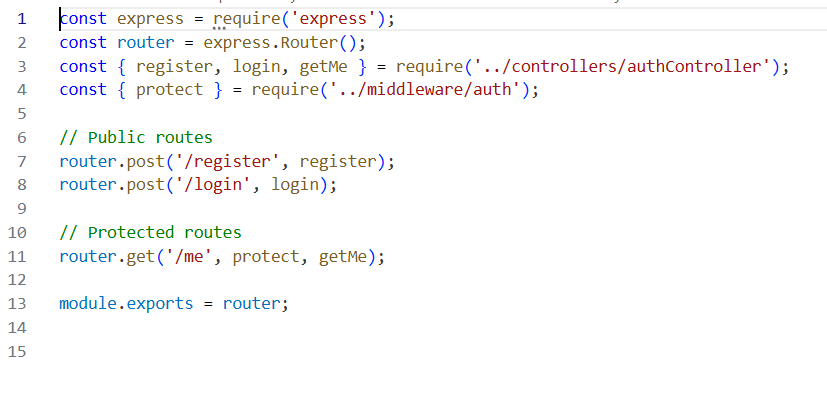 1 const express = require('express');
2 const router = express.Router();
3 const { register, login, getMe } = require('../controllers/authController');
4 const { protect } = require('../middleware/auth');
5
6 // Public routes
7 router.post('/register', register);
8 router.post('/login', login);
9
10 // Protected routes
11 router.get('/me', protect, getMe);
12
13 module.exports = router;
14
15